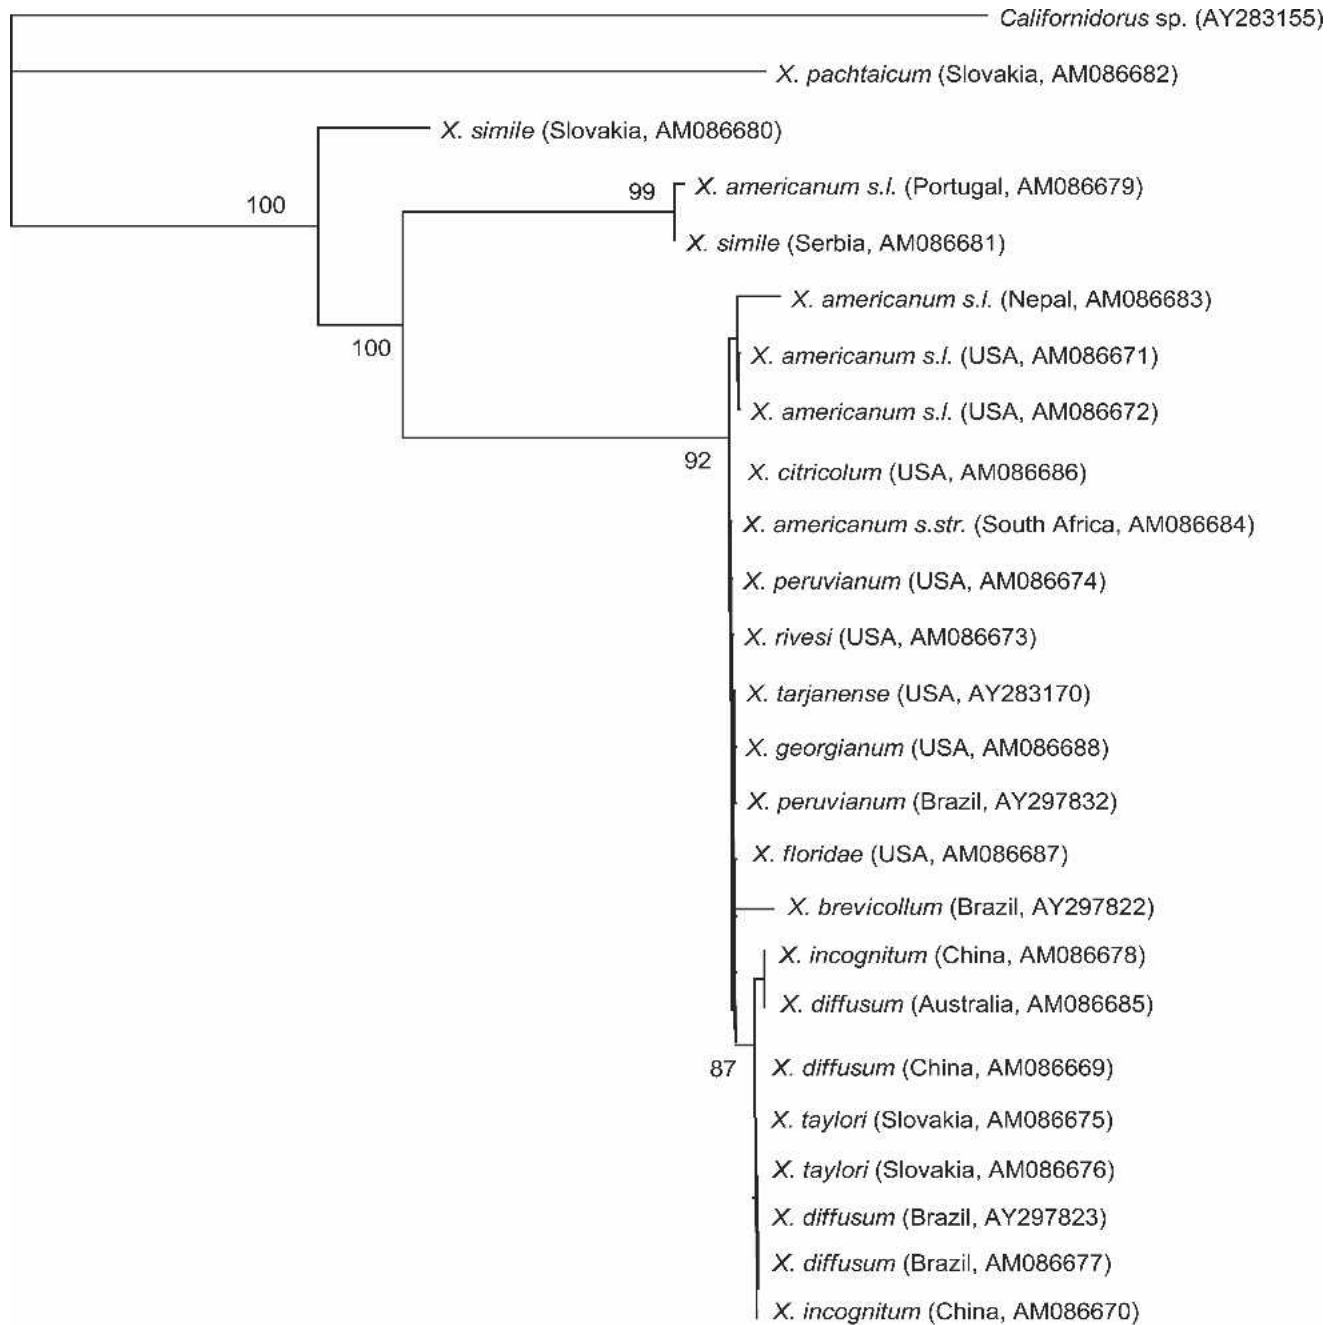 Californidorus sp. (AY283155)
X. pachtaicum (Slovakia, AM086682)
X. simile (Slovakia, AM086680)
100
99
X. americanum s.l. (Portugal, AM086679)
X. simile (Serbia, AM086681)
X. americanum s.l. (Nepal, AM086683)
100
X. americanum s.l. (USA, AM086671)
X. americanum s.l. (USA, AM086672)
92
X. citricolum (USA, AM086686)
X. americanum s.str. (South Africa, AM086684)
X. peruvianum (USA, AM086674)
X. rivesi (USA, AM086673)
X. tarjanense (USA, AY283170)
X. georgianum (USA, AM086688)
X. peruvianum (Brazil, AY297832)
X. floridae (USA, AM086687)
X. brevicollum (Brazil, AY297822)
X. incognitum (China, AM086678)
X. diffusum (Australia, AM086685)
87
X. diffusum (China, AM086669)
X. taylori (Slovakia, AM086675)
X. taylori (Slovakia, AM086676)
X. diffusum (Brazil, AY297823)
X. diffusum (Brazil, AM086677)
X. incognitum (China, AM086670)